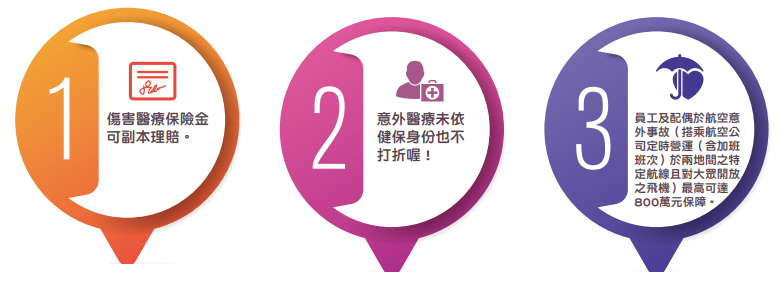 1
傷害醫療保險金
可副本理賠。
2
意外醫療未依
健保身份也不
打折喔！
3
員工及配偶於航空意
外事故（搭乘航空公
司定時營運（含加班
班次）於兩地間之特
定航線且對大眾開放
之飛機）最高可達
800萬元保障。